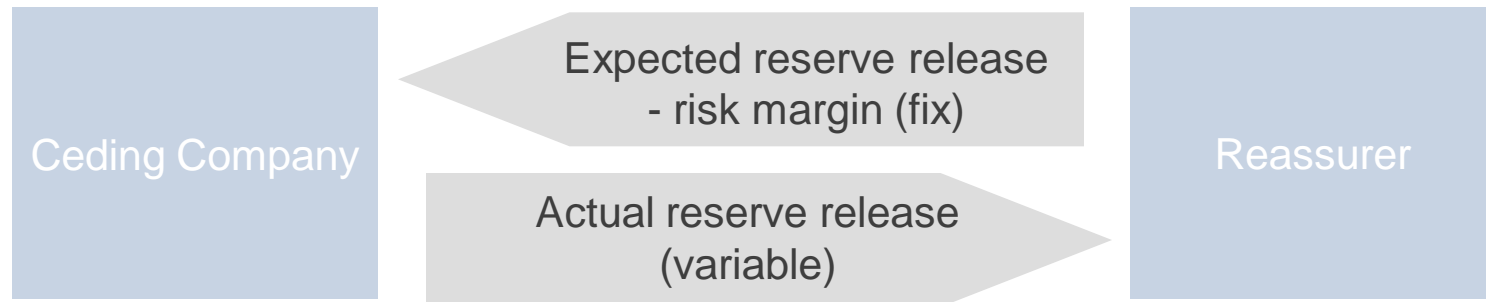 Ceding Company
Expected reserve release
- risk margin (fix)
Actual reserve release
(variable)
Reassurer